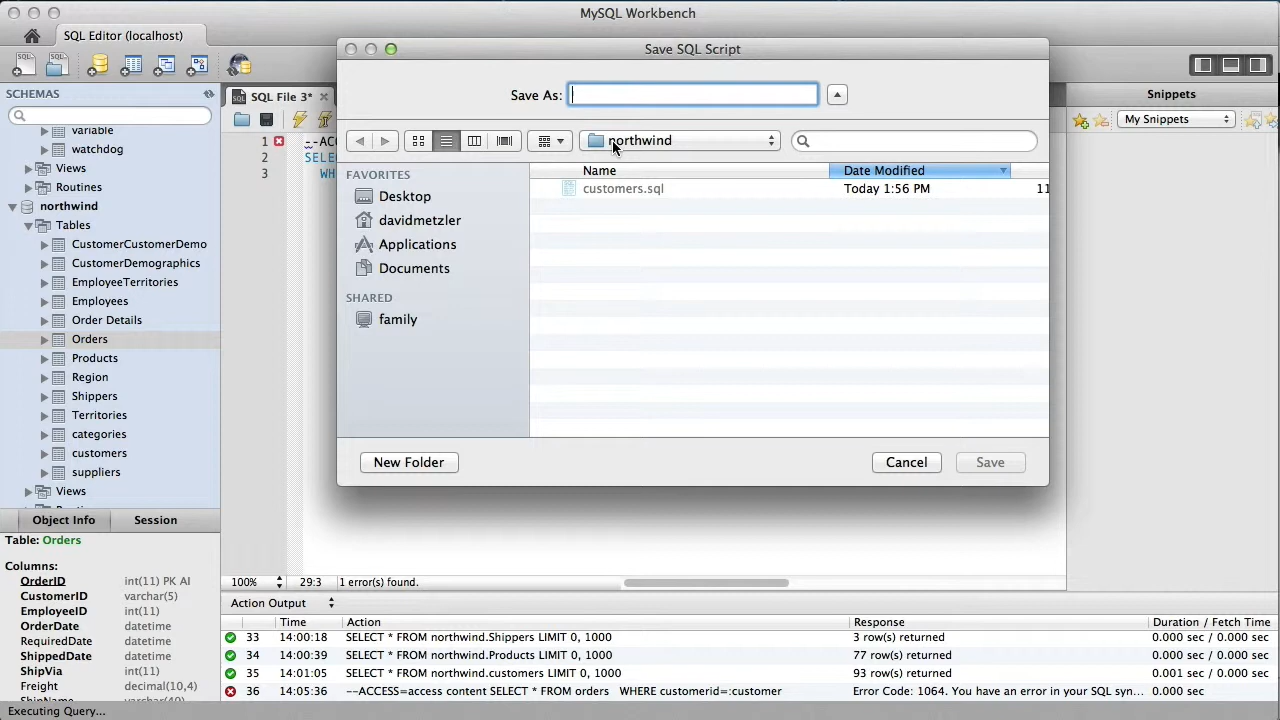 MySQL Workbench
SQL Editor (localhost)
Save SQL Script
SCHEMAS
SQL File 3*
Save As:
Snippets
My Snippets
northwind
variable
watchdog
Views
Routines
northwind
Tables
CustomerCustomerDemo
CustomerDemographics
EmployeeTerritories
Employees
Order Details
Orders
Products
Region
Shippers
Territories
categories
customers
suppliers
Views
1 --ACC
2 SELE
3 WH
FAVORITES
Desktop
davidmetzler
Applications
Documents
SHARED
family
Name Date Modified
customers.sql Today 1:56 PM 11
New Folder Cancel Save
Object Info Session
Table: Orders
Columns:
OrderID int(11) PK AI
CustomerID varchar(5)
EmployeeID int(11)
OrderDate datetime
RequiredDate datetime
ShippedDate datetime
ShipVia int(11)
Freight decimal(10,4)
100% 29:3 1 error(s) found.
Action Output
Time Action Response Duration / Fetch Time
33 14:00:18 SELECT * FROM northwind.Shippers LIMIT 0, 1000 3 row(s) returned 0.000 sec / 0.000 sec
34 14:00:39 SELECT * FROM northwind.Products LIMIT 0, 1000 77 row(s) returned 0.000 sec / 0.000 sec
35 14:01:05 SELECT * FROM northwind.customers LIMIT 0, 1000 93 row(s) returned 0.001 sec / 0.000 sec
36 14:05:36 --ACCESS=access content SELECT * FROM orders WHERE customerid=:customer Error Code: 1064. You have an error in your SQL syn... 0.000 sec
Executing Query...